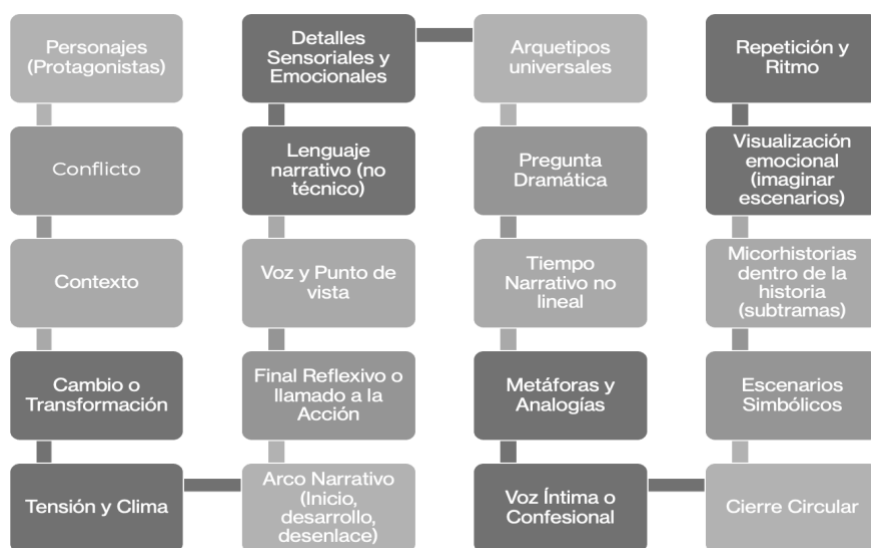 Personajes
(Protagonistas)
Conflicto
Contexto
Cambio o
Transformación
Tensión y Clima
Arco Narrativo
(Inicio,
desarrollo,
desenlace)
Final Reflexivo o
llamado a la
Acción
Voz y Punto de
vista
Lenguaje
narrativo (no
técnico)
Detalles
Sensoriales y
Emocionales
Arquetipos
universales
Pregunta
Dramática
Tiempo
Narrativo no
lineal
Metáforas y
Analogías
Voz Íntima o
Confesional
Cierre Circular
Escenarios
Simbólicos
Micorhistorias
dentro de la
historia
(subtramas)
Visualización
emocional
(imaginar
escenarios)
Repetición y
Ritmo